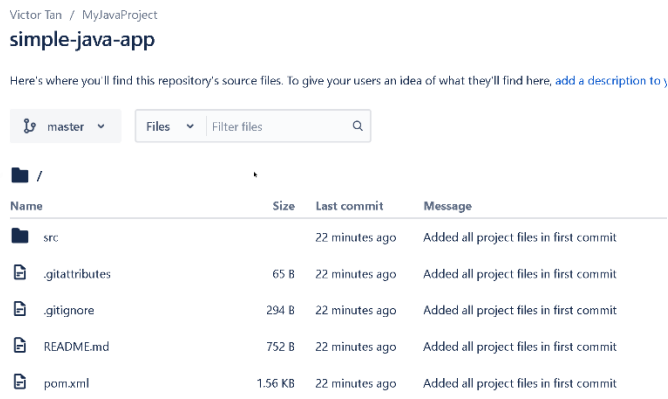 Victor Tan / MyJavaProject
simple-java-app
Here's where you'll find this repository's source files. To give your users an idea of what they'll find here, add a description to
master Files Filter files
/
Name Size Last commit Message
src 22 minutes ago Added all project files in first commit
.gitattributes 65 B 22 minutes ago Added all project files in first commit
.gitignore 294 B 22 minutes ago Added all project files in first commit
README.md 752 B 22 minutes ago Added all project files in first commit
pom.xml 1.56 KB 22 minutes ago Added all project files in first commit